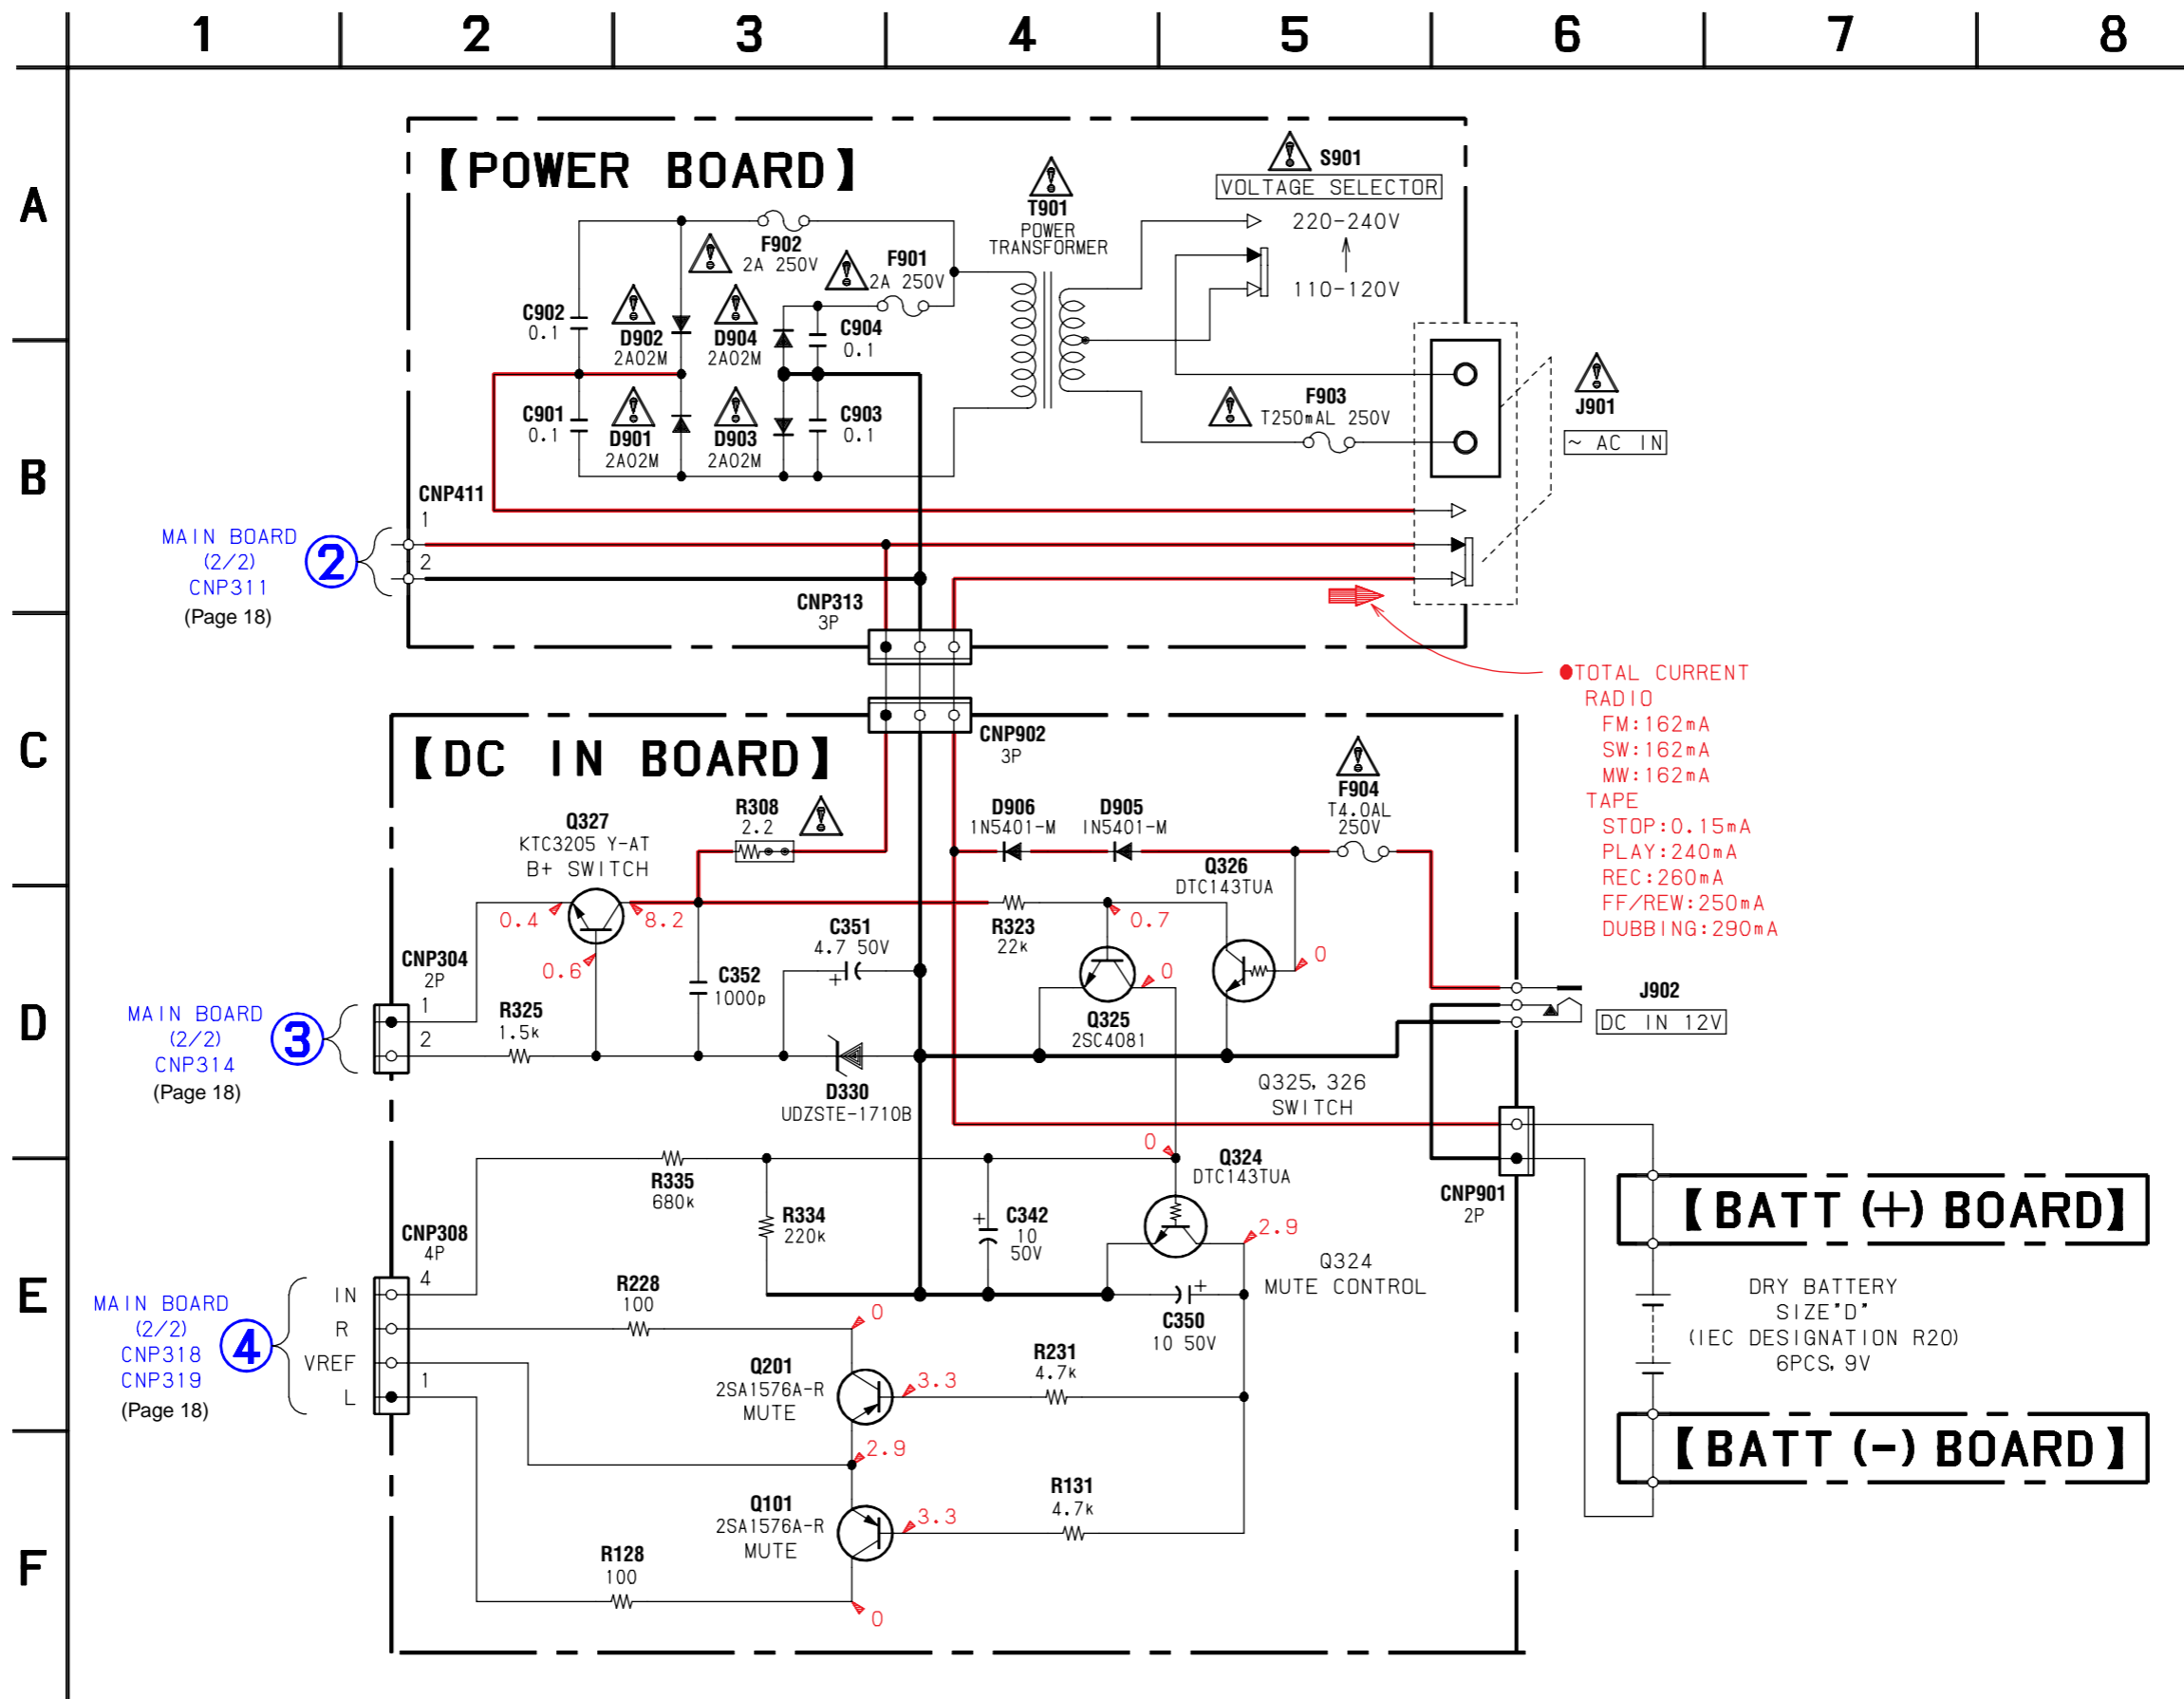 1 2 3 4 5 6 7 8
A
B
C
D
E
F
【POWER BOARD】
S901
VOLTAGE SELECTOR
220-240V
110-120V
T901
POWER
TRANSFORMER
F902
2A 250V
F901
2A 250V
C902
0.1
D902
2A02M
D904
2A02M
C904
0.1
C901
0.1
D901
2A02M
D903
2A02M
C903
0.1
F903
T250mAL 250V
J901
~ AC IN
CNP411
1
2
MAIN BOARD
(2/2)
CNP311
(Page 18)
2
CNP313
3P
TOTAL CURRENT
RADIO
FM:162mA
SW:162mA
MW:162mA
TAPE
STOP:0.15mA
PLAY:240mA
REC:260mA
FF/REW:250mA
DUBBING:290mA
【DC IN BOARD】
CNP902
3P
F904
T4.0AL
250V
R308
2.2
D906
1N5401-M
D905
1N5401-M
Q327
KTC3205 Y-AT
B+ SWITCH
0.4
8.2
0.6
Q326
DTC143TUA
R323
22k
0.7
0
0
C351
4.7 50V
+
C352
1000p
CNP304
2P
1
2
R325
1.5k
MAIN BOARD
(2/2)
CNP314
(Page 18)
3
Q325
2SC4081
D330
UDZSTE-1710B
Q325, 326
SWITCH
J902
DC IN 12V
0
Q324
DTC143TUA
R335
680k
R334
220k
+
C342
10
50V
2.9
Q324
MUTE CONTROL
CNP901
2P
【BATT (+) BOARD】
CNP308
4P
4
1
IN
R
VREF
L
MAIN BOARD
(2/2)
CNP318
CNP319
(Page 18)
4
R228
100
0
+
C350
10 50V
DRY BATTERY
SIZE"D"
(IEC DESIGNATION R20)
6PCS, 9V
Q201
2SA1576A-R
MUTE
3.3
R231
4.7k
2.9
【BATT (-) BOARD】
Q101
2SA1576A-R
MUTE
3.3
R131
4.7k
R128
100
0